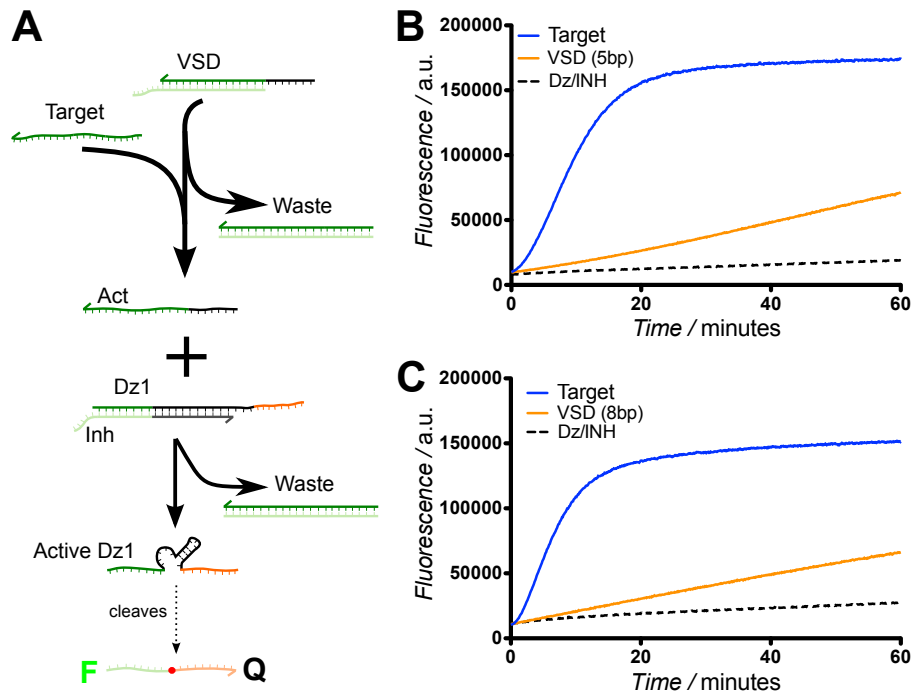 A
VSD
Target
Waste
Act
+
Dz1
Inh
Waste
Active Dz1
cleaves
F
Q
B
200000
150000
100000
50000
0
Fluorescence / a.u.
Target
VSD (5bp)
Dz/INH
0 20 40 60
Time / minutes
C
200000
150000
100000
50000
0
Fluorescence / a.u.
Target
VSD (8bp)
Dz/INH
0 20 40 60
Time / minutes